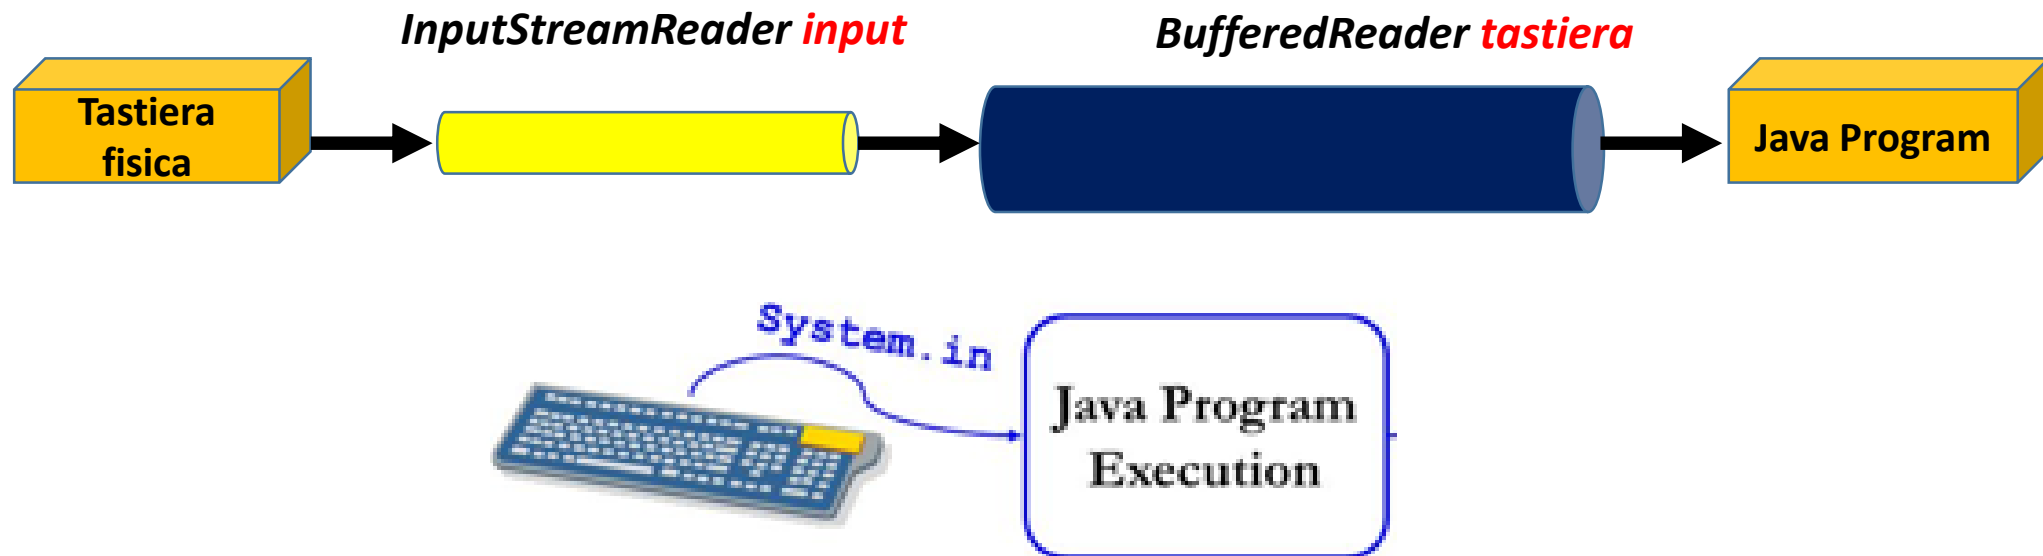 InputStreamReader input
BufferedReader tastiera
Tastiera
fisica
Java Program
System.in
Java Program
Execution